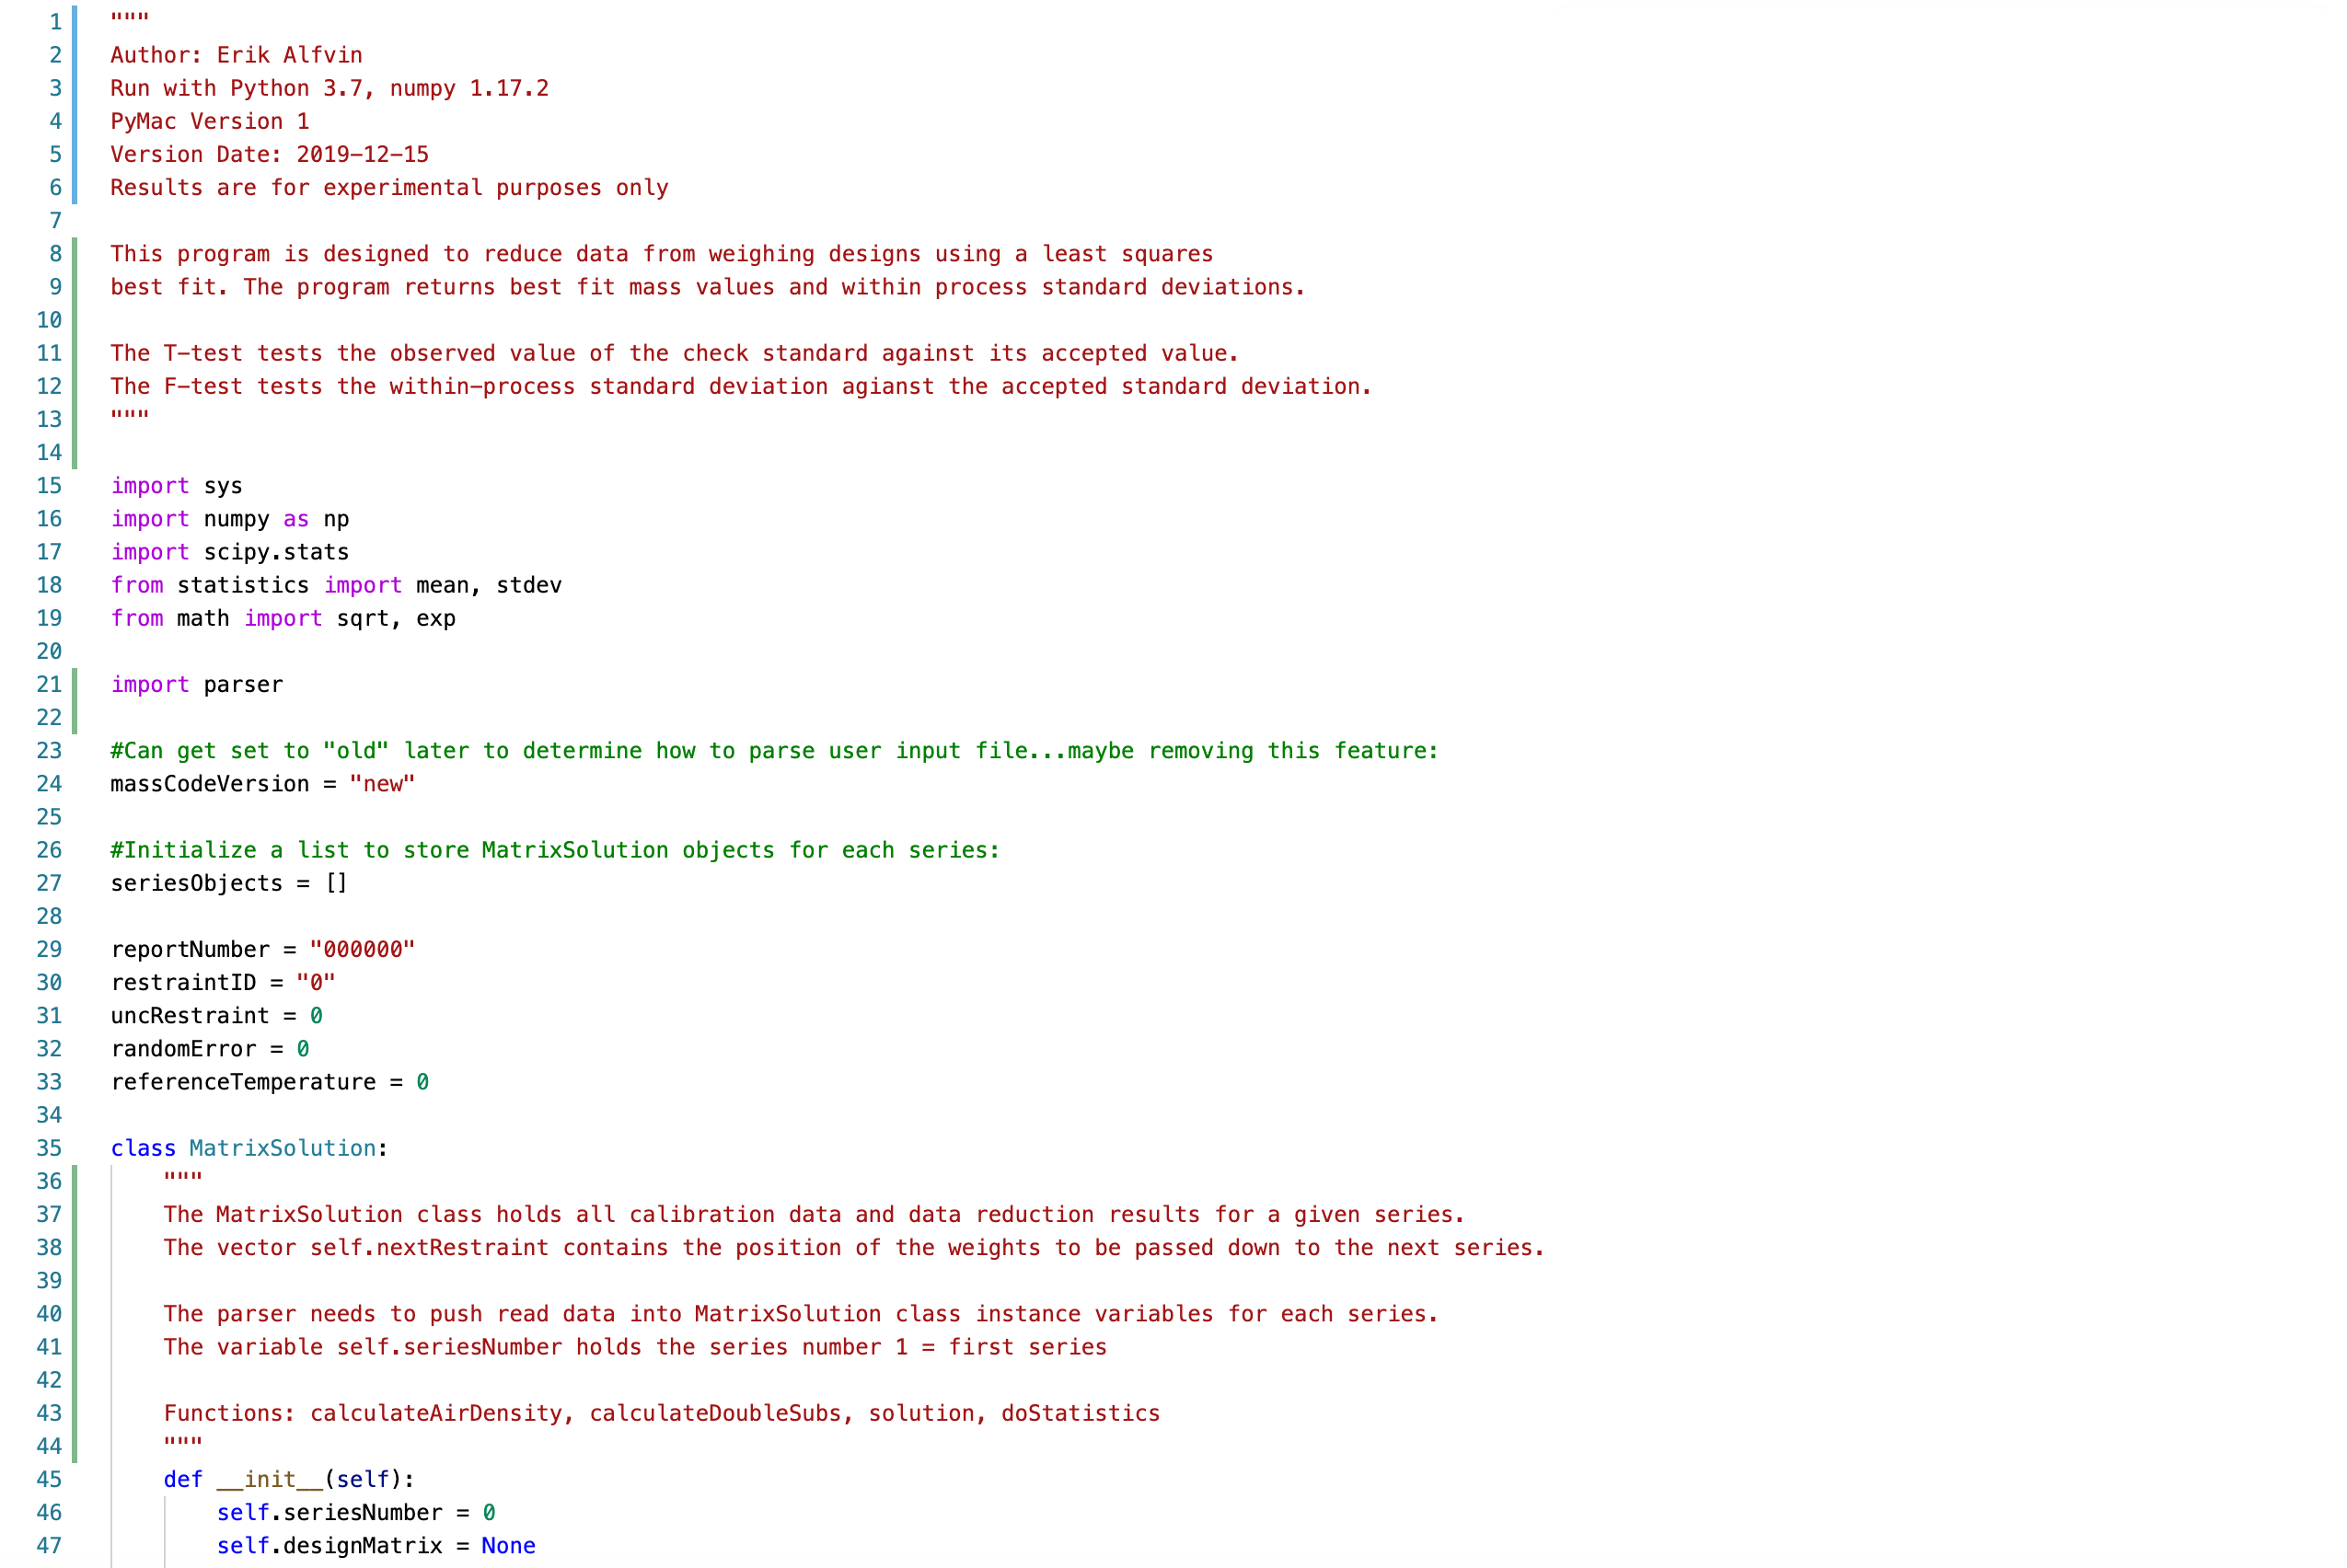 1 """
2 Author: Erik Alfvin
3 Run with Python 3.7, numpy 1.17.2
4 PyMac Version 1
5 Version Date: 2019-12-15
6 Results are for experimental purposes only
7
8 This program is designed to reduce data from weighing designs using a least squares
9 best fit. The program returns best fit mass values and within process standard deviations.
10
11 The T-test tests the observed value of the check standard against its accepted value.
12 The F-test tests the within-process standard deviation agianst the accepted standard deviation.
13 """
14
15 import sys
16 import numpy as np
17 import scipy.stats
18 from statistics import mean, stdev
19 from math import sqrt, exp
20
21 import parser
22
23 #Can get set to "old" later to determine how to parse user input file...maybe removing this feature:
24 massCodeVersion = "new"
25
26 #Initialize a list to store MatrixSolution objects for each series:
27 seriesObjects = []
28
29 reportNumber = "000000"
30 restraintID = "0"
31 uncRestraint = 0
32 randomError = 0
33 referenceTemperature = 0
34
35 class MatrixSolution:
36     """
37     The MatrixSolution class holds all calibration data and data reduction results for a given series.
38     The vector self.nextRestraint contains the position of the weights to be passed down to the next series.
39
40     The parser needs to push read data into MatrixSolution class instance variables for each series.
41     The variable self.seriesNumber holds the series number 1 = first series
42
43     Functions: calculateAirDensity, calculateDoubleSubs, solution, doStatistics
44     """
45     def __init__(self):
46         self.seriesNumber = 0
47         self.designMatrix = None